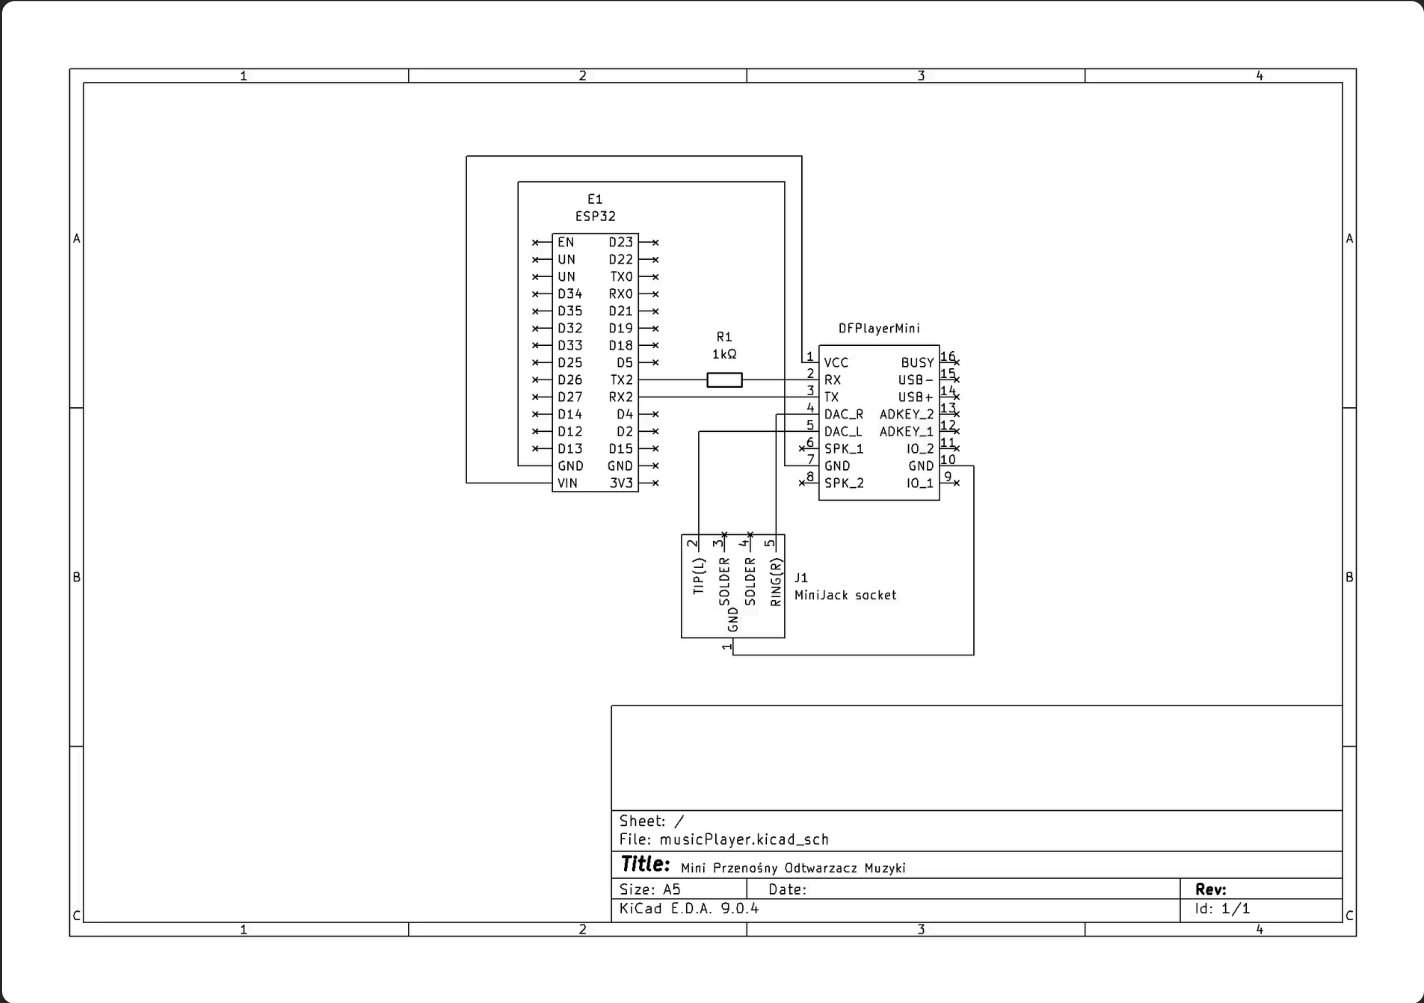 1 2 3 4
A A
E1
ESP32
EN D23
UN D22
UN TX0
D34 RX0
D35 D21
D32 D19
D33 D18
D25 D5
D26 TX2
D27 RX2
D14 D4
D12 D2
D13 D15
GND GND
VIN 3V3
R1
1kΩ
DFPlayerMini
1 VCC BUSY 16
2 RX USB- 15
3 TX USB+ 14
4 DAC_R ADKEY_2 13
5 DAC_L ADKEY_1 12
6 SPK_1 IO_2 11
7 GND GND 10
8 SPK_2 IO_1 9
2 3 4 5
TIP(L) SOLDER SOLDER RING(R)
GND
1
J1
MiniJack socket
B B
Sheet: /
File: musicPlayer.kicad_sch
Title: Mini Przenośny Odtwarzacz Muzyki
Size: A5 Date: Rev:
KiCad E.D.A. 9.0.4 Id: 1/1
C C
1 2 3 4